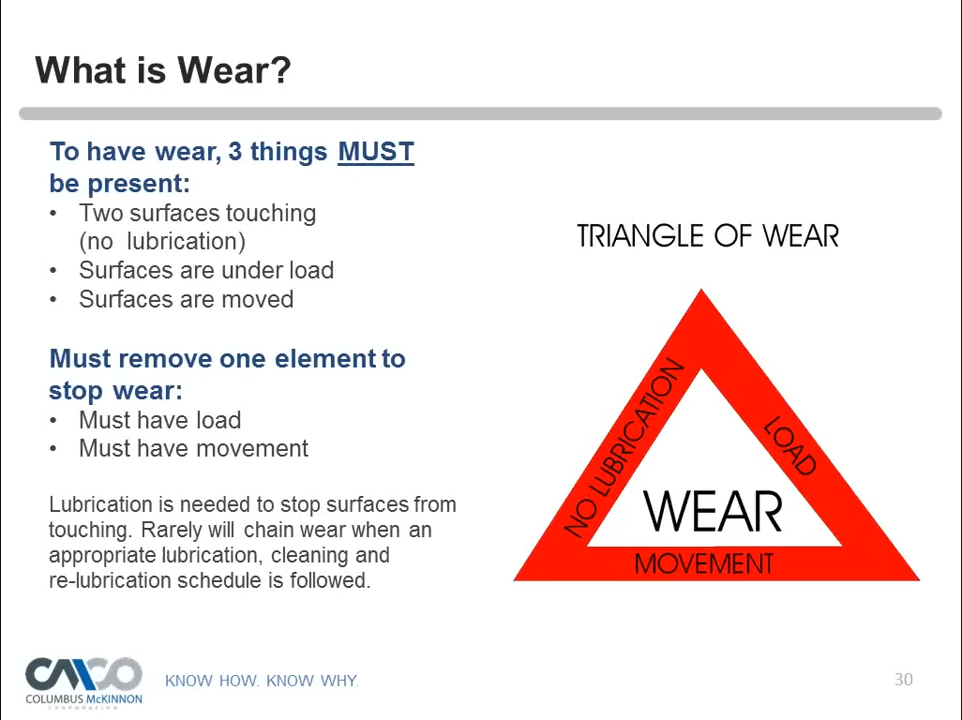 What is Wear?
To have wear, 3 things MUST
be present:
• Two surfaces touching
(no lubrication)
• Surfaces are under load
• Surfaces are moved
Must remove one element to
stop wear:
• Must have load
• Must have movement
Lubrication is needed to stop surfaces from
touching. Rarely will chain wear when an
appropriate lubrication, cleaning and
re-lubrication schedule is followed.
TRIANGLE OF WEAR
NO LUBRICATION
LOAD
WEAR
MOVEMENT
CMCO
COLUMBUS McKINNON
CORPORATION
KNOW HOW. KNOW WHY.
30